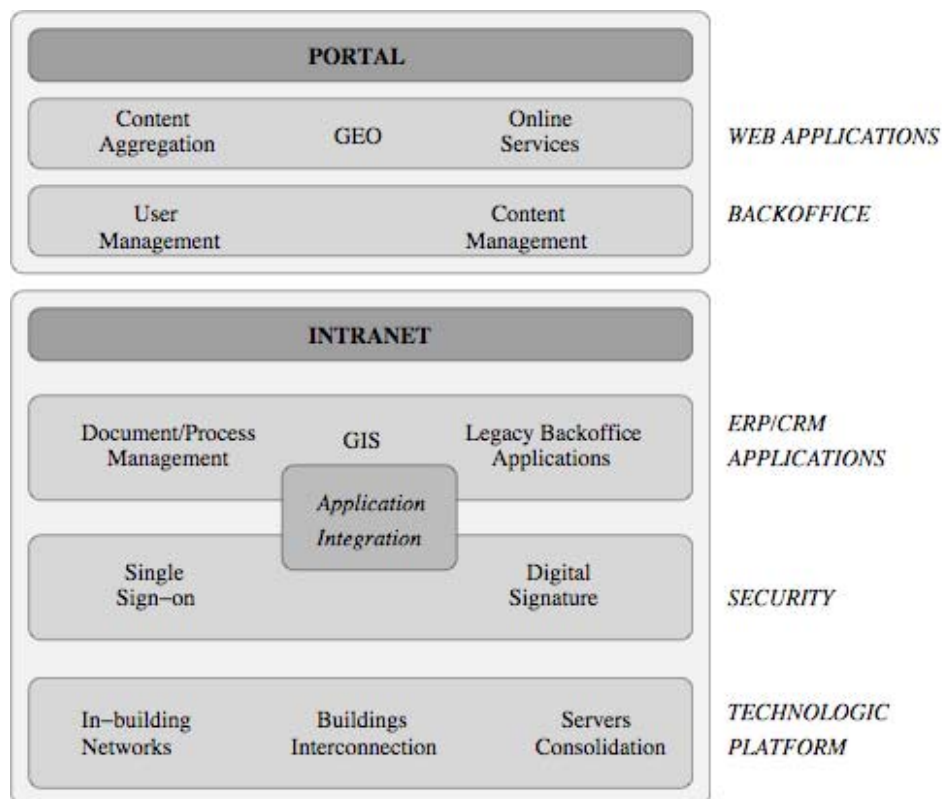 PORTAL
Content
Aggregation
GEO
Online
Services
WEB APPLICATIONS
User
Management
Content
Management
BACKOFFICE
INTRANET
Document/Process
Management
GIS
Legacy Backoffice
Applications
ERP/CRM
APPLICATIONS
Application
Integration
Single
Sign−on
Digital
Signature
SECURITY
In−building
Networks
Buildings
Interconnection
Servers
Consolidation
TECHNOLOGIC
PLATFORM